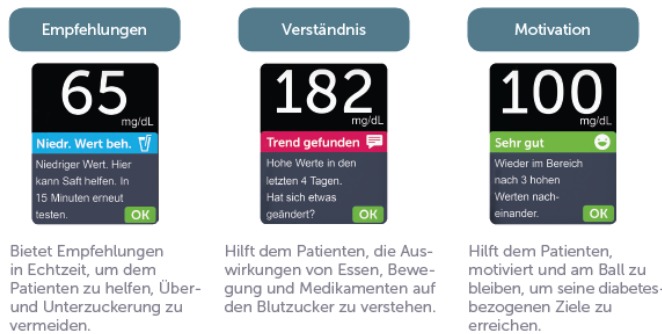 Empfehlungen
65
mg/dL
Niedr. Wert beh.
Niedriger Wert. Hier
kann Saft helfen. In
15 Minuten erneut
testen.
OK
Bietet Empfehlungen
in Echtzeit, um dem
Patienten zu helfen, Über-
und Unterzuckerung zu
vermeiden.
Verständnis
182
mg/dL
Trend gefunden
Hohe Werte in den
letzten 4 Tagen.
Hat sich etwas
geändert?
OK
Hilft dem Patienten, die Aus-
wirkungen von Essen, Bewe-
gung und Medikamenten auf
den Blutzucker zu verstehen.
Motivation
100
mg/dL
Sehr gut
Wieder im Bereich
nach 3 hohen
Werten nach-
einander.
OK
Hilft dem Patienten,
motiviert und am Ball zu
bleiben, um seine diabetes-
bezogenen Ziele zu
erreichen.